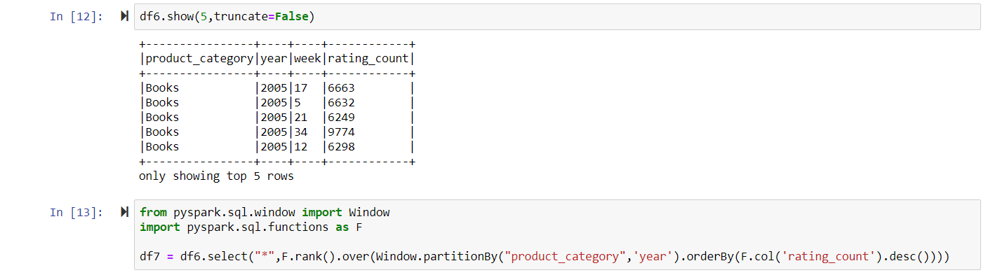 In [12]: df6.show(5,truncate=False)
+----------------+----+----+------------+
|product_category|year|week|rating_count|
+----------------+----+----+------------+
|Books           |2005|17  |6663        |
|Books           |2005|5   |6632        |
|Books           |2005|21  |6249        |
|Books           |2005|34  |9774        |
|Books           |2005|12  |6298        |
+----------------+----+----+------------+
only showing top 5 rows
In [13]: from pyspark.sql.window import Window
import pyspark.sql.functions as F
df7 = df6.select("*",F.rank().over(Window.partitionBy("product_category",'year').orderBy(F.col('rating_count').desc())))